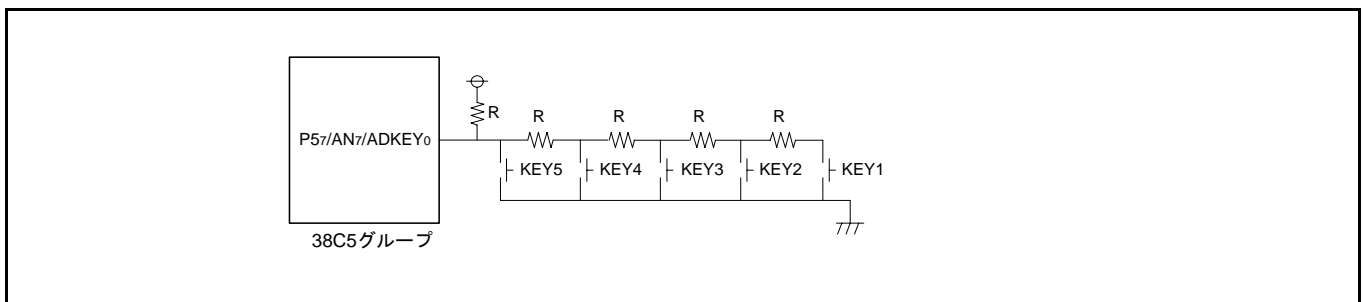 R
R
R
R
R
P57/AN7/ADKEY0
KEY5
KEY4
KEY3
KEY2
KEY1
38C5グループ